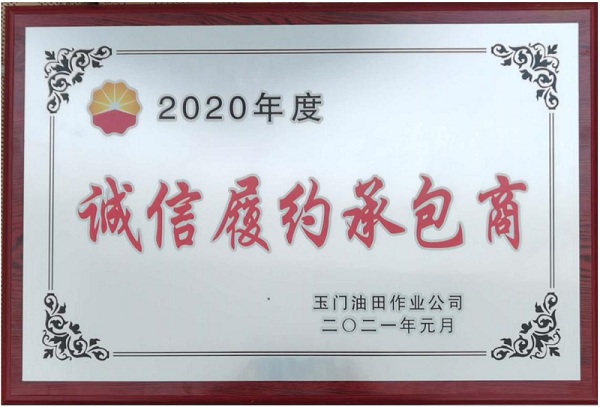 2020年度
诚信履约承包商
玉门油田作业公司
二〇二一年元月